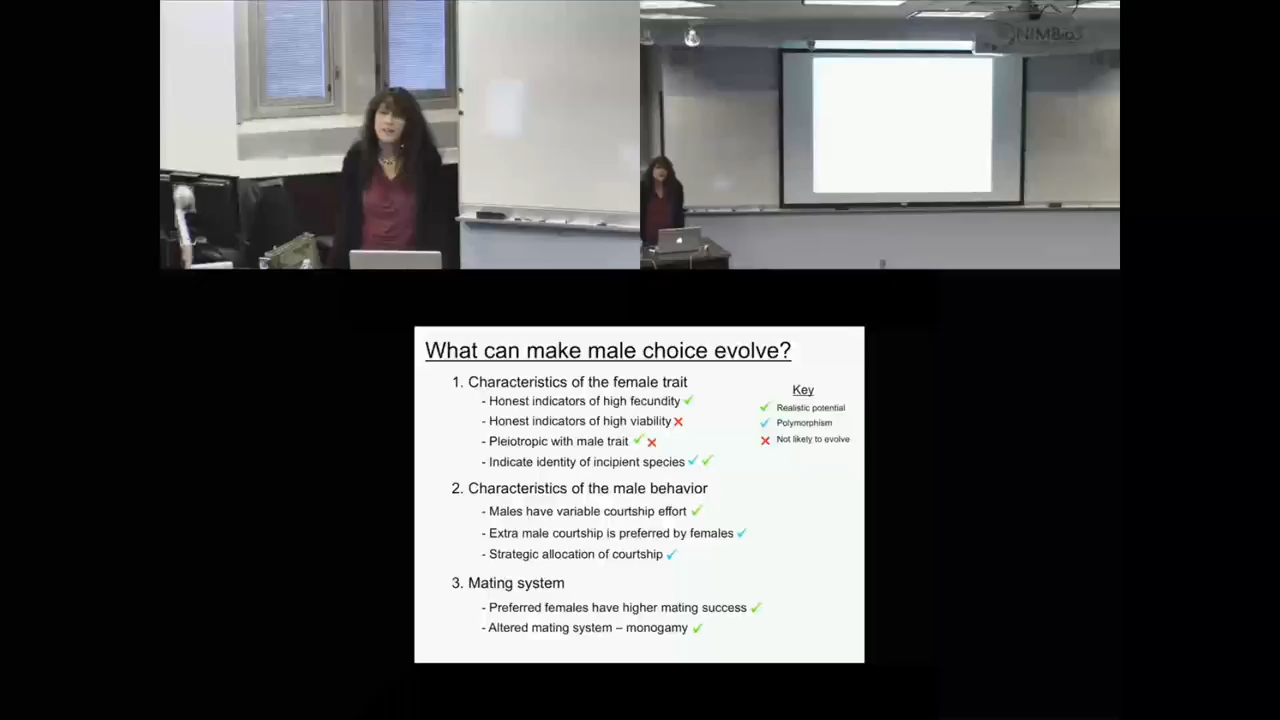 NIMBioS
What can make male choice evolve?
1. Characteristics of the female trait
- Honest indicators of high fecundity
- Honest indicators of high viability
- Pleiotropic with male trait
- Indicate identity of incipient species
Key
Realistic potential
Polymorphism
Not likely to evolve
2. Characteristics of the male behavior
- Males have variable courtship effort
- Extra male courtship is preferred by females
- Strategic allocation of courtship
3. Mating system
- Preferred females have higher mating success
- Altered mating system – monogamy